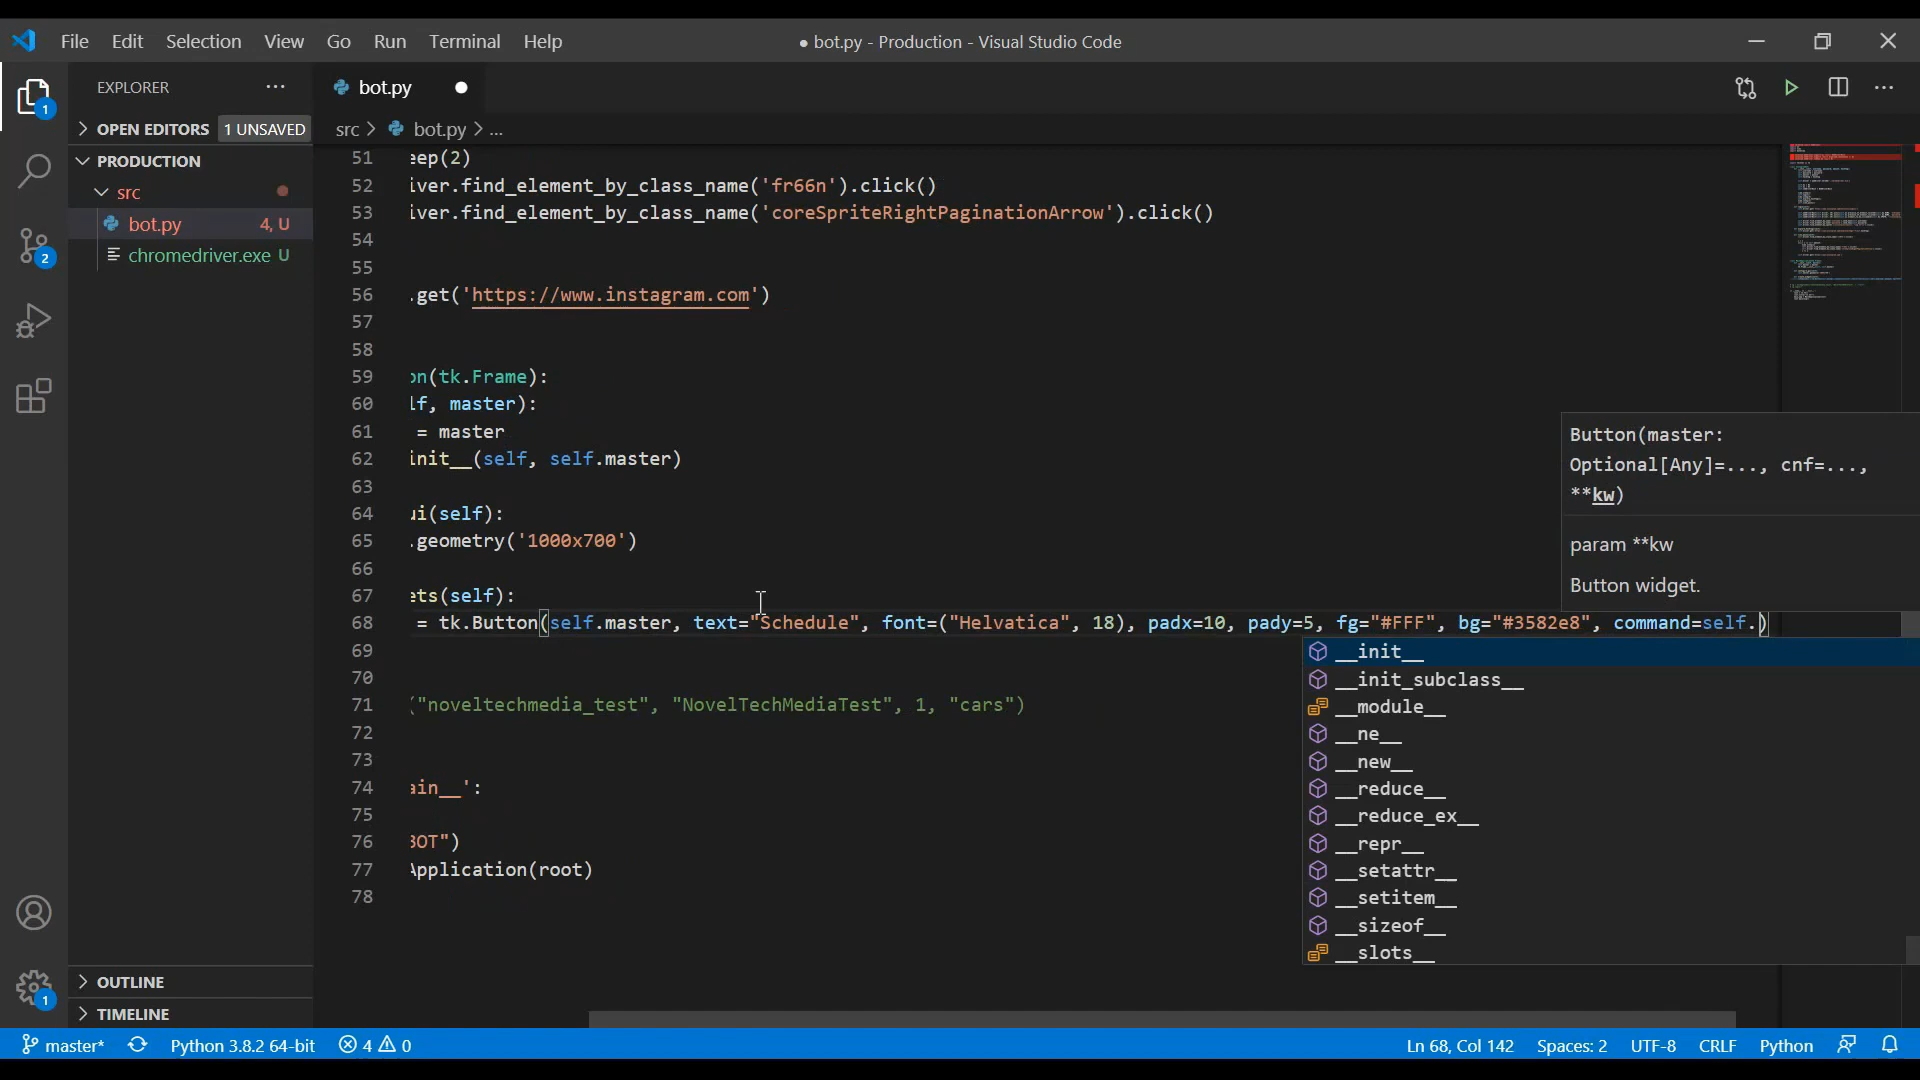 File Edit Selection View Go Run Terminal Help
● bot.py - Production - Visual Studio Code
EXPLORER
bot.py
OPEN EDITORS 1 UNSAVED
src > bot.py > ...
PRODUCTION
src
bot.py 4, U
chromedriver.exe U
51 eep(2)
52 iver.find_element_by_class_name('fr66n').click()
53 iver.find_element_by_class_name('coreSpriteRightPaginationArrow').click()
54
55
56 .get('https://www.instagram.com')
57
58
59 on(tk.Frame):
60 lf, master):
61 = master
62 init__(self, self.master)
63
64 ui(self):
65 .geometry('1000x700')
66
67 ets(self):
68 = tk.Button(self.master, text="Schedule", font=("Helvatica", 18), padx=10, pady=5, fg="#FFF", bg="#3582e8", command=self.)
69
70
71 ("noveltechmedia_test", "NovelTechMediaTest", 1, "cars")
72
73
74 ain__':
75
76 BOT")
77 Application(root)
78
Button(master:
Optional[Any]=..., cnf=...,
**kw)
param **kw
Button widget.
__init__
__init_subclass__
__module__
__ne__
__new__
__reduce__
__reduce_ex__
__repr__
__setattr__
__setitem__
__sizeof__
__slots__
1
2
1
OUTLINE
TIMELINE
master* Python 3.8.2 64-bit 4 0 Ln 68, Col 142 Spaces: 2 UTF-8 CRLF Python